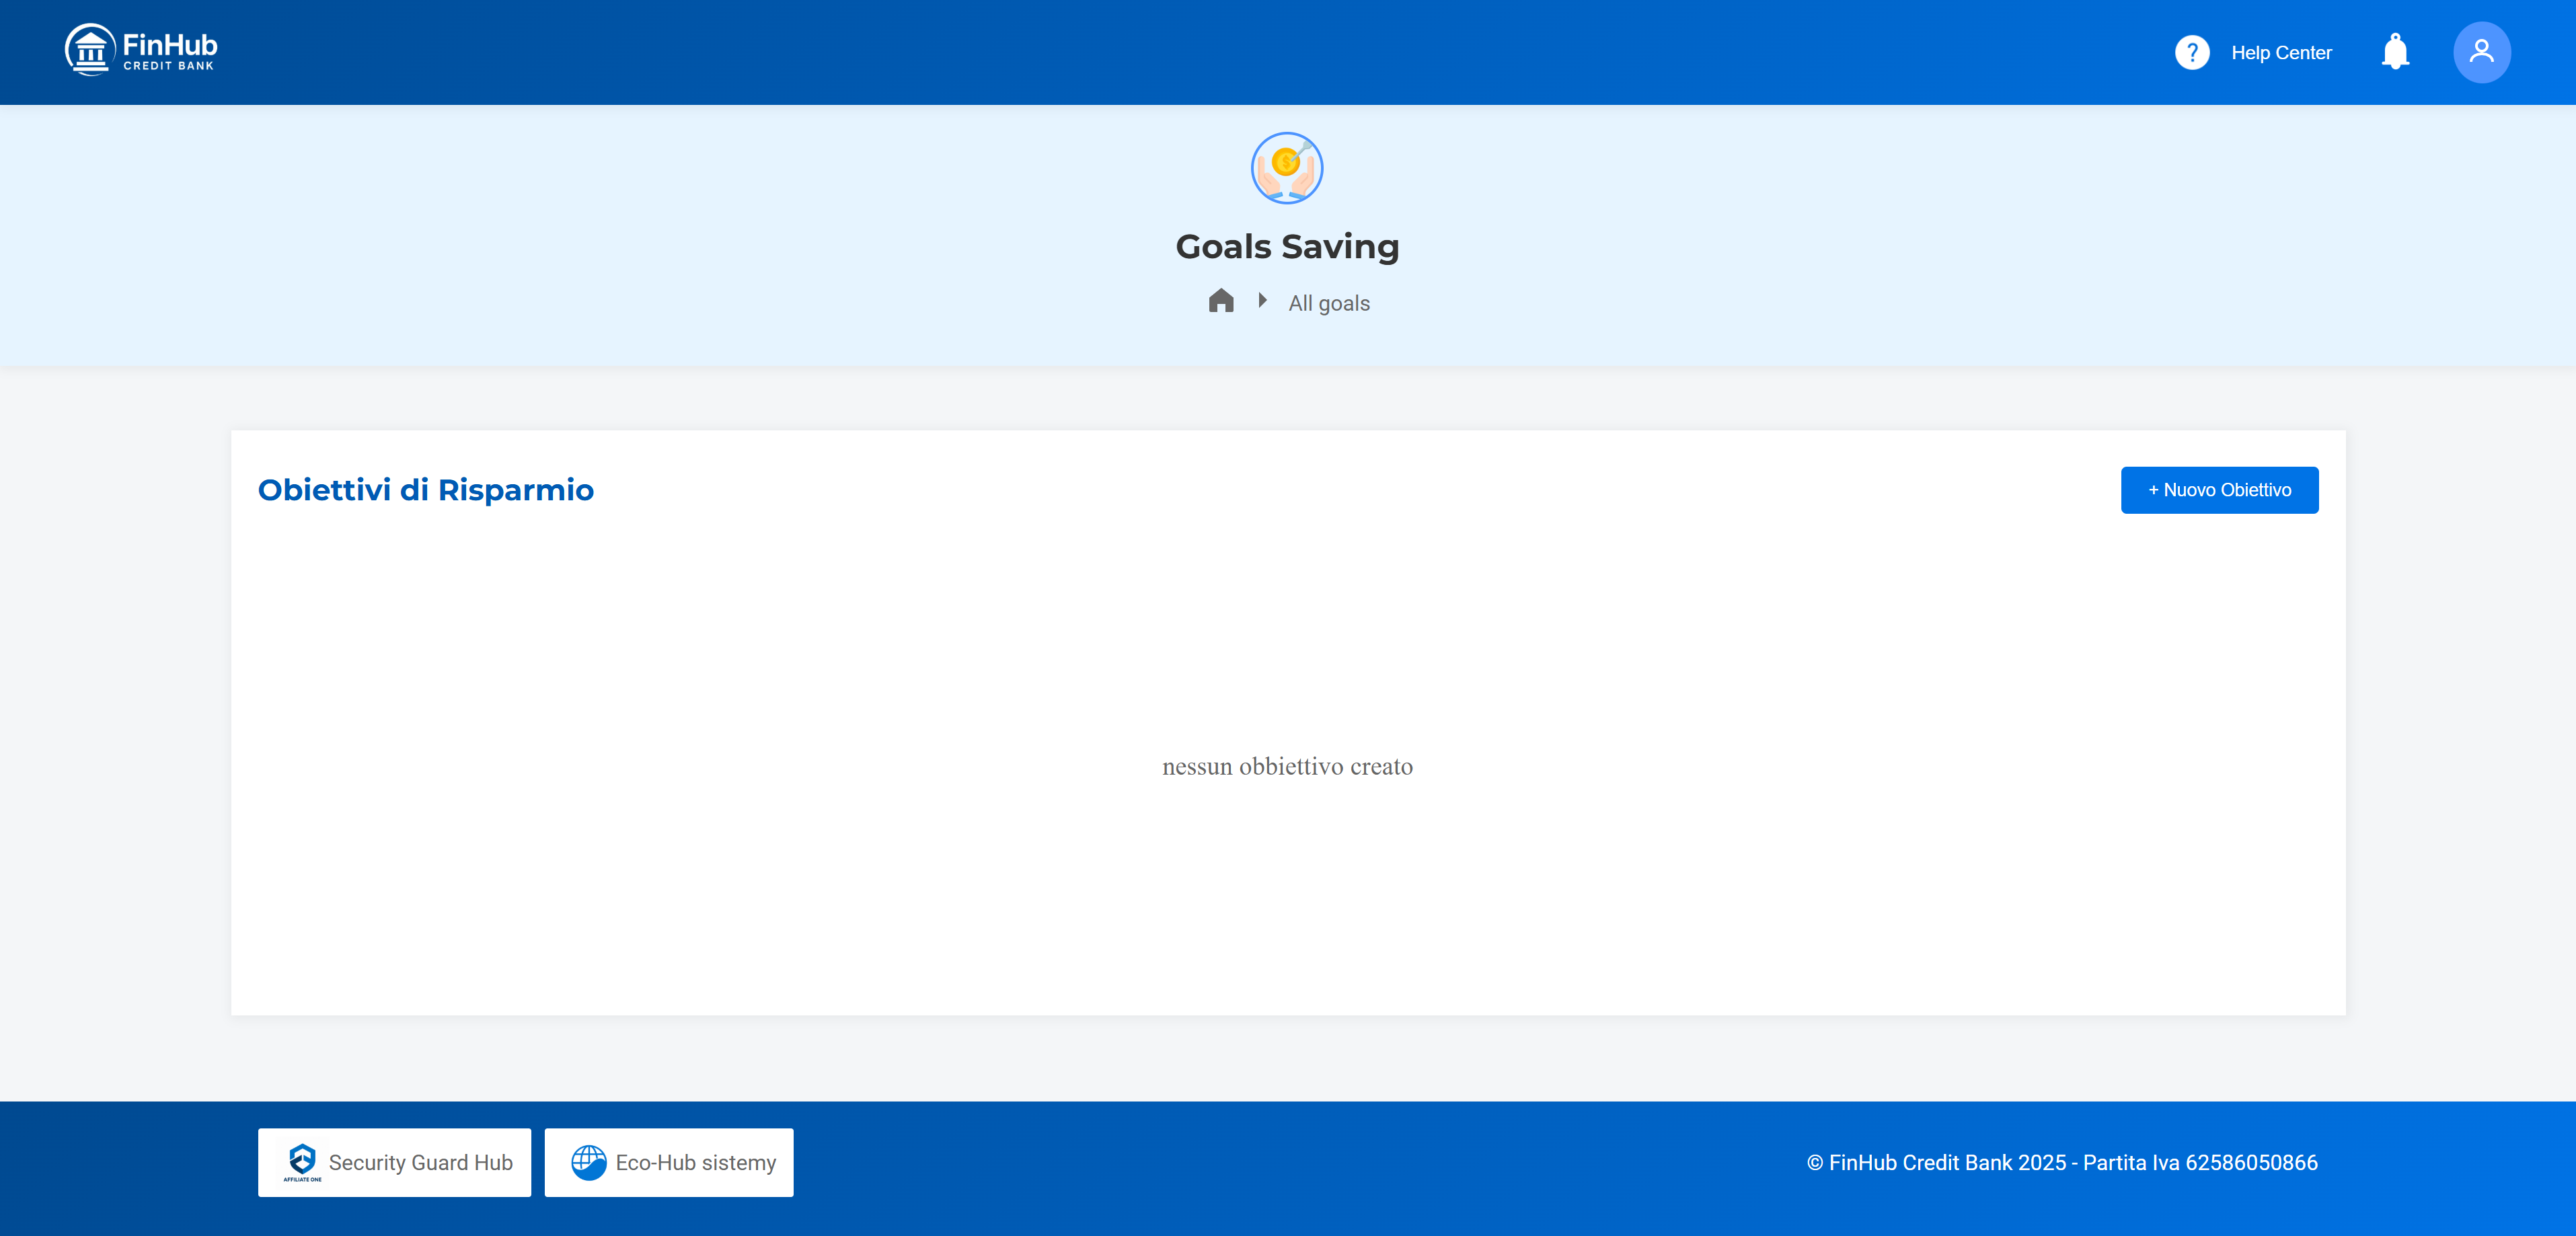 FinHub
CREDIT BANK
? Help Center
Goals Saving
All goals
Obiettivi di Risparmio
+ Nuovo Obiettivo
nessun obbiettivo creato
AFFILIATE ONE
Security Guard Hub
Eco-Hub sistemy
© FinHub Credit Bank 2025 - Partita Iva 62586050866